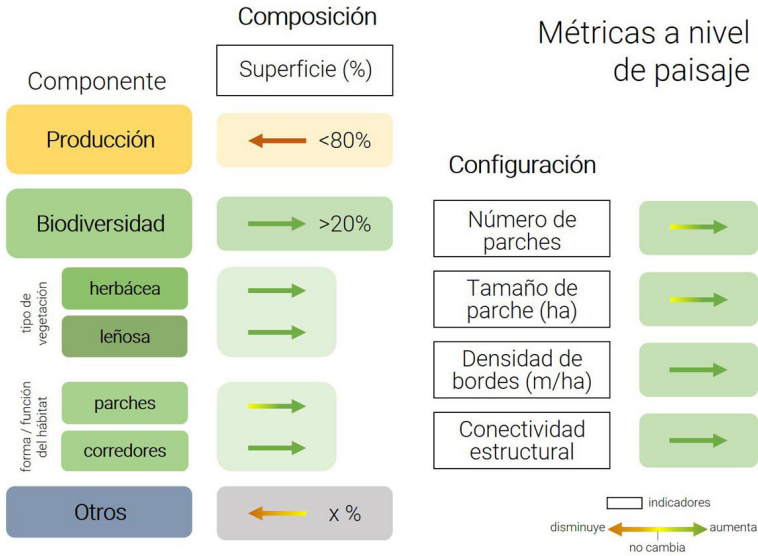 Métricas a nivel
de paisaje
Composición
Superficie (%)
Componente
Producción
<80%
Biodiversidad
>20%
tipo de
vegetación
herbácea
leñosa
forma / función
del hábitat
parches
corredores
Otros
x %
Configuración
Número de
parches
Tamaño de
parche (ha)
Densidad de
bordes (m/ha)
Conectividad
estructural
indicadores
disminuye
aumenta
no cambia